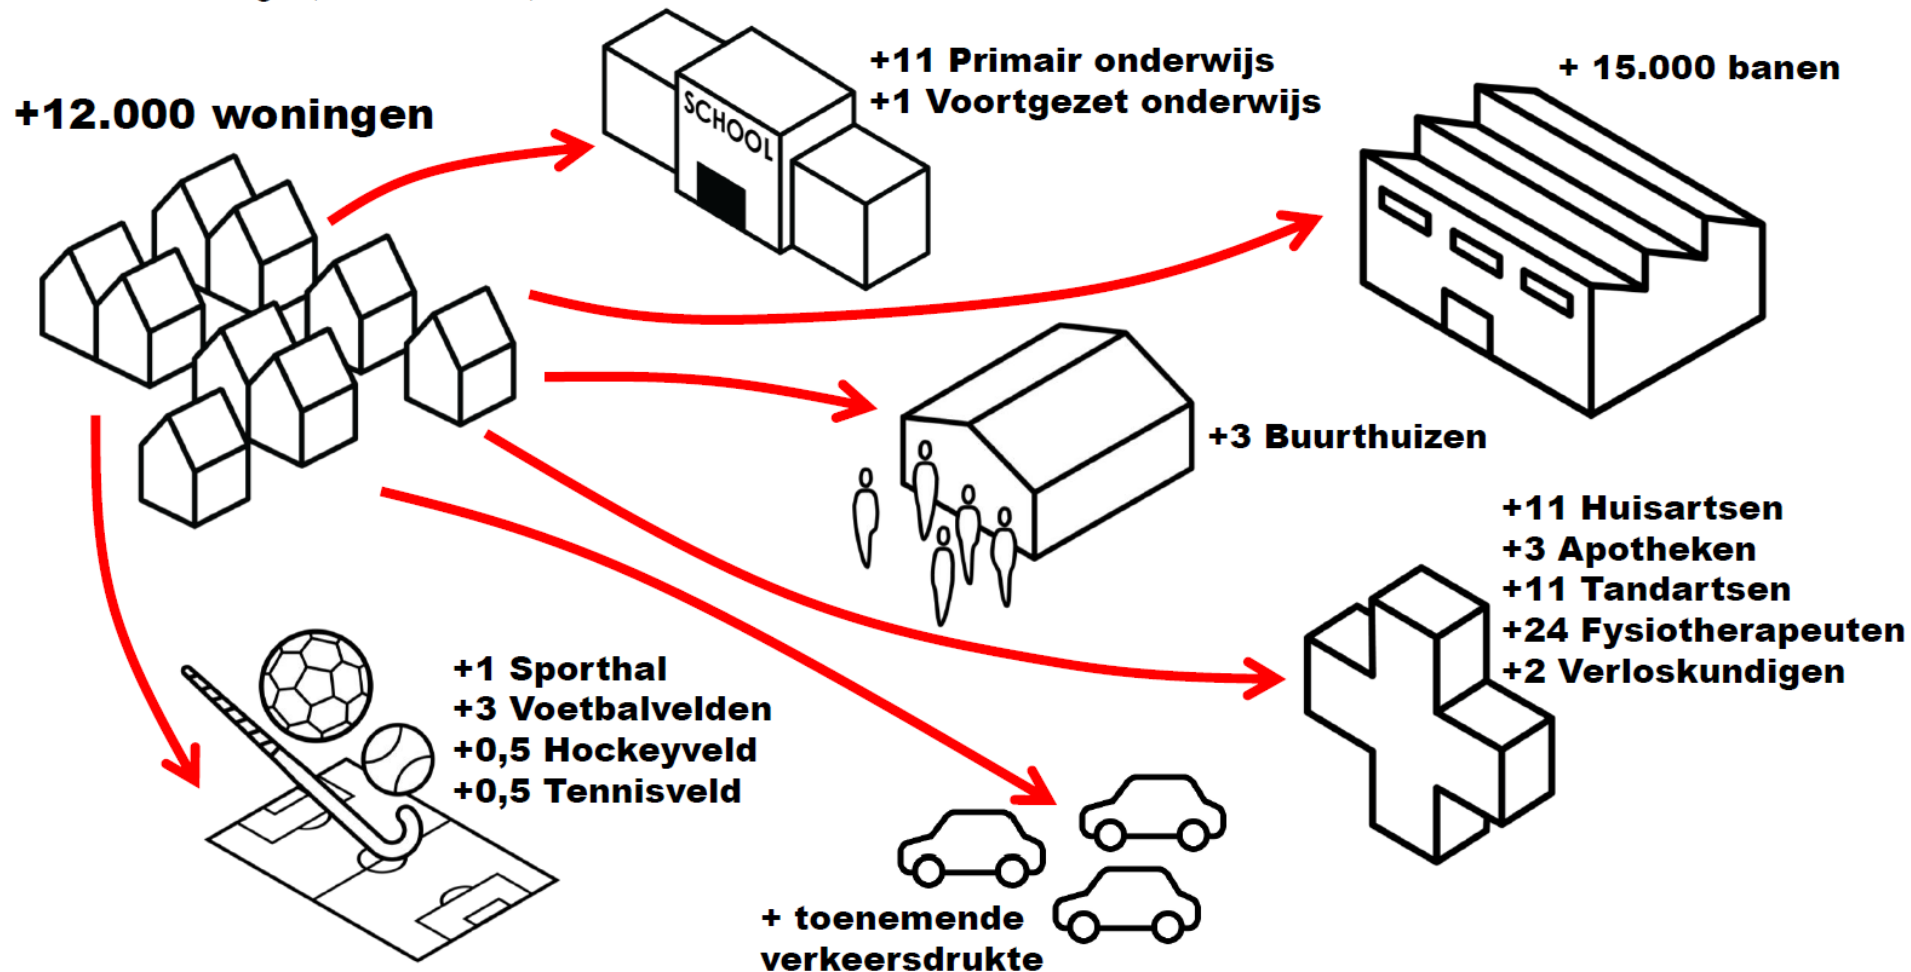 +12.000 woningen
SCHOOL
+11 Primair onderwijs
+1 Voortgezet onderwijs
+ 15.000 banen
+3 Buurthuizen
+11 Huisartsen
+3 Apotheken
+11 Tandartsen
+24 Fysiotherapeuten
+2 Verloskundigen
+1 Sporthal
+3 Voetbalvelden
+0,5 Hockeyveld
+0,5 Tennisveld
+ toenemende
verkeersdrukte